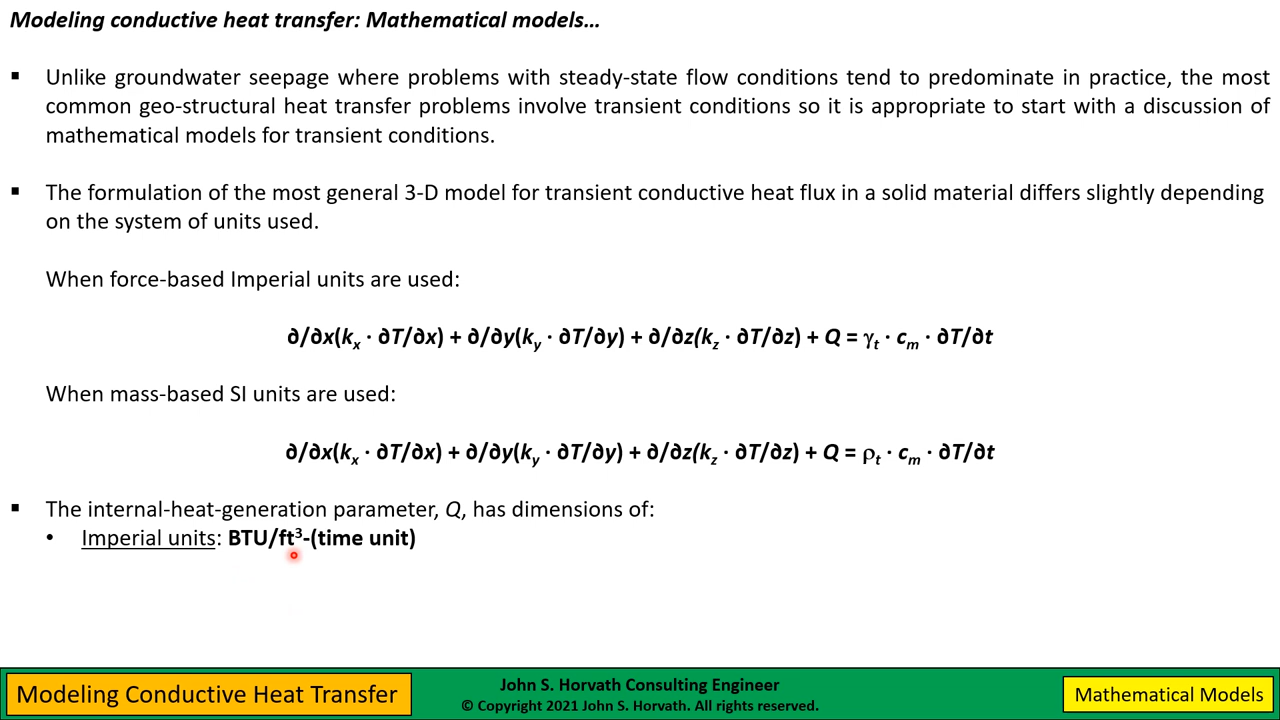 Modeling conductive heat transfer: Mathematical models…
▪ Unlike groundwater seepage where problems with steady-state flow conditions tend to predominate in practice, the most
common geo-structural heat transfer problems involve transient conditions so it is appropriate to start with a discussion of
mathematical models for transient conditions.
▪ The formulation of the most general 3-D model for transient conductive heat flux in a solid material differs slightly depending
on the system of units used.
When force-based Imperial units are used:
∂/∂x(kₓ · ∂T/∂x) + ∂/∂y(k_y · ∂T/∂y) + ∂/∂z(k_z · ∂T/∂z) + Q = γₜ · cₘ · ∂T/∂t
When mass-based SI units are used:
∂/∂x(kₓ · ∂T/∂x) + ∂/∂y(k_y · ∂T/∂y) + ∂/∂z(k_z · ∂T/∂z) + Q = ρₜ · cₘ · ∂T/∂t
▪ The internal-heat-generation parameter, Q, has dimensions of:
• Imperial units: BTU/ft³-(time unit)
Modeling Conductive Heat Transfer
John S. Horvath Consulting Engineer
© Copyright 2021 John S. Horvath. All rights reserved.
Mathematical Models